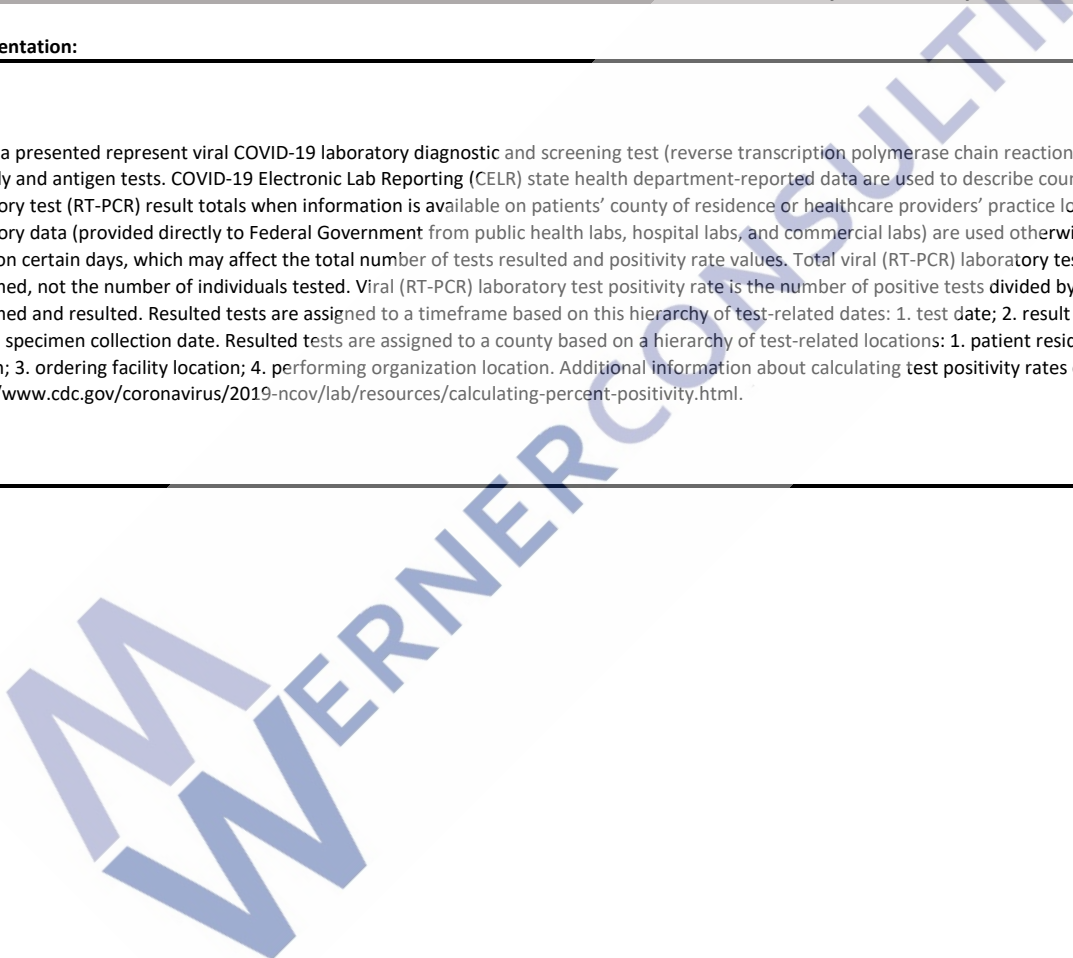 entation:
a presented represent viral COVID-19 laboratory diagnostic and screening test (reverse transcription polymerase chain reaction
ly and antigen tests. COVID-19 Electronic Lab Reporting (CELR) state health department-reported data are used to describe cour
ory test (RT-PCR) result totals when information is available on patients' county of residence or healthcare providers' practice lo
ory data (provided directly to Federal Government from public health labs, hospital labs, and commercial labs) are used otherwi
on certain days, which may affect the total number of tests resulted and positivity rate values. Total viral (RT-PCR) laboratory tes
ned, not the number of individuals tested. Viral (RT-PCR) laboratory test positivity rate is the number of positive tests divided by
ned and resulted. Resulted tests are assigned to a timeframe based on this hierarchy of test-related dates: 1. test date; 2. result
specimen collection date. Resulted tests are assigned to a county based on a hierarchy of test-related locations: 1. patient resid
n; 3. ordering facility location; 4. performing organization location. Additional information about calculating test positivity rates
/www.cdc.gov/coronavirus/2019-ncov/lab/resources/calculating-percent-positivity.html.
M
WERNERCONSULTIN